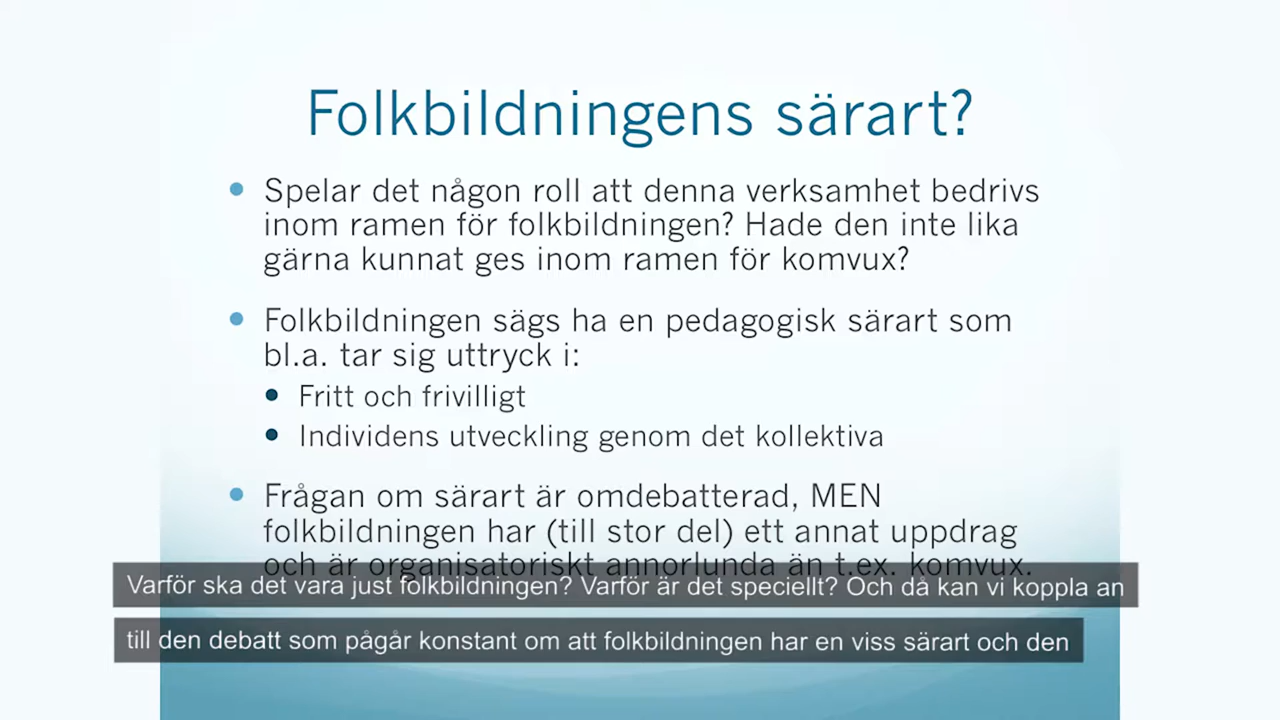 Folkbildningens särart?
Spelar det någon roll att denna verksamhet bedrivs
inom ramen för folkbildningen? Hade den inte lika
gärna kunnat ges inom ramen för komvux?
Folkbildningen sägs ha en pedagogisk särart som
bl.a. tar sig uttryck i:
Fritt och frivilligt
Individens utveckling genom det kollektiva
Frågan om särart är omdebatterad, MEN
folkbildningen har (till stor del) ett annat uppdrag
och är organisatoriskt annorlunda än t.ex. komvux.
Varför ska det vara just folkbildningen? Varför är det speciellt? Och då kan vi koppla an
till den debatt som pågår konstant om att folkbildningen har en viss särart och den